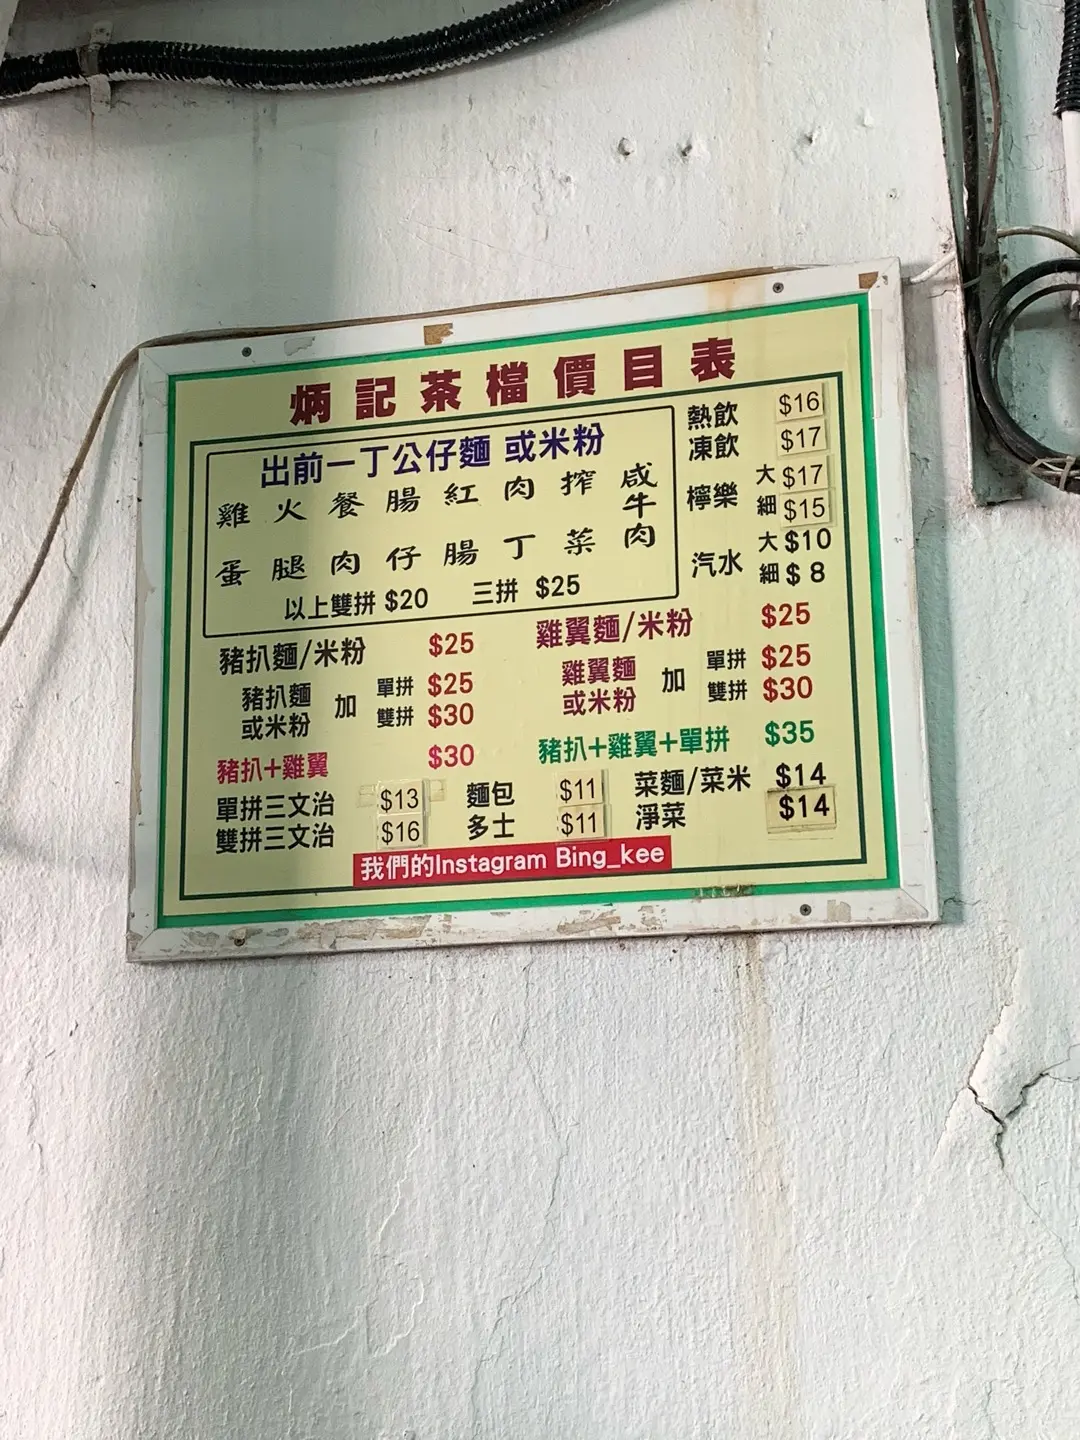 炳記茶檔價目表
出前一丁公仔麵 或米粉
雞蛋 火腿 餐肉 腸仔 紅腸 肉丁 搾菜 咸牛肉
以上雙拼 $20 三拼 $25
熱飲 $16
凍飲 $17
檸樂 大 $17
細 $15
汽水 大 $10
細 $8
豬扒麵/米粉 $25
豬扒麵或米粉 加 單拼 $25
雙拼 $30
豬扒+雞翼 $30
雞翼麵/米粉 $25
雞翼麵或米粉 加 單拼 $25
雙拼 $30
豬扒+雞翼+單拼 $35
單拼三文治 $13
雙拼三文治 $16
麵包 $11
多士 $11
菜麵/菜米 $14
淨菜 $14
我們的Instagram Bing_kee